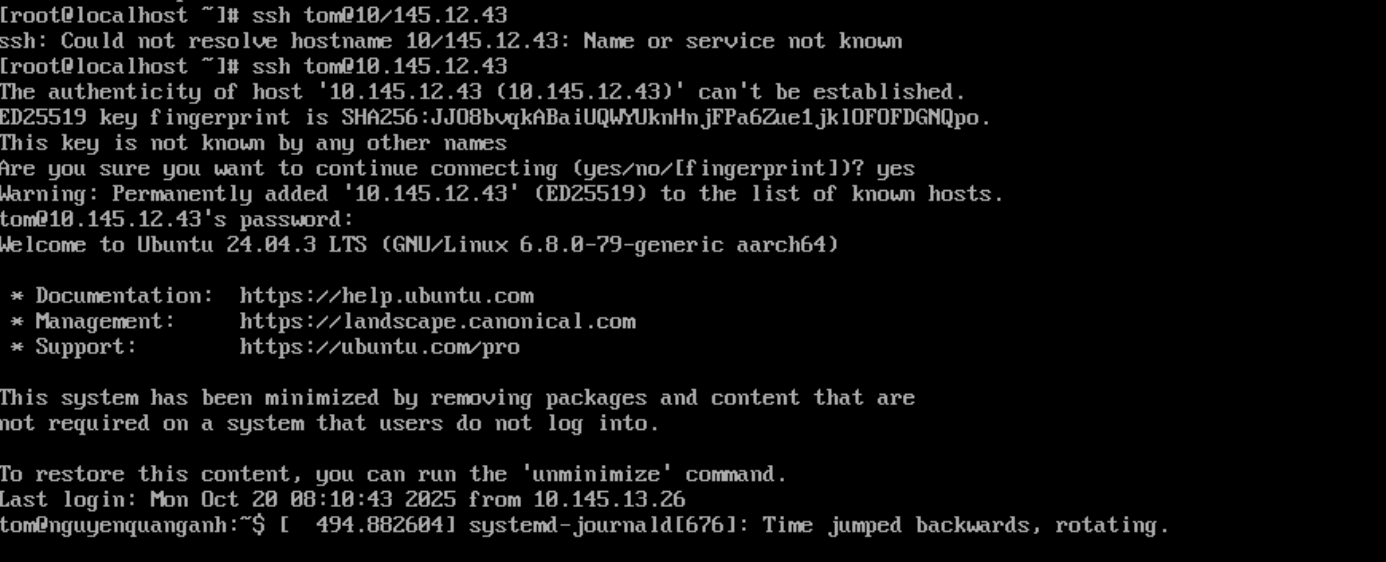 [root@localhost ~]# ssh tom@10/145.12.43
ssh: Could not resolve hostname 10/145.12.43: Name or service not known
[root@localhost ~]# ssh tom@10.145.12.43
The authenticity of host '10.145.12.43 (10.145.12.43)' can't be established.
ED25519 key fingerprint is SHA256:JJO8bvqkABaiUQWYUknHnjFPa6Zue1jklOFOFDGNQpo.
This key is not known by any other names
Are you sure you want to continue connecting (yes/no/[fingerprint])? yes
Warning: Permanently added '10.145.12.43' (ED25519) to the list of known hosts.
tom@10.145.12.43's password:
Welcome to Ubuntu 24.04.3 LTS (GNU/Linux 6.8.0-79-generic aarch64)
* Documentation:  https://help.ubuntu.com
* Management:     https://landscape.canonical.com
* Support:        https://ubuntu.com/pro
This system has been minimized by removing packages and content that are
not required on a system that users do not log into.
To restore this content, you can run the 'unminimize' command.
Last login: Mon Oct 20 08:10:43 2025 from 10.145.13.26
tom@nguyenquanganh:~$ [  494.882604] systemd-journald[676]: Time jumped backwards, rotating.